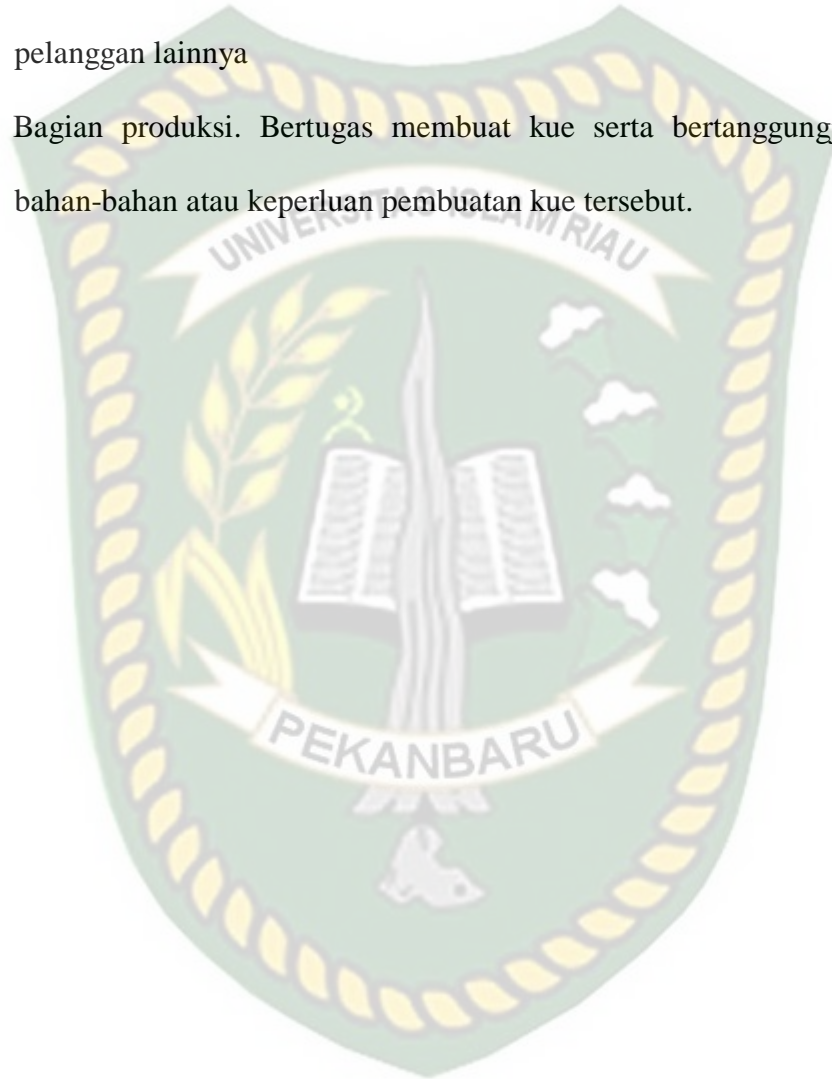 pelanggan lainnya
Bagian produksi. Bertugas membuat kue serta bertanggung
bahan-bahan atau keperluan pembuatan kue tersebut.
UNIVERSITAS ISLAM RIAU
PEKANBARU